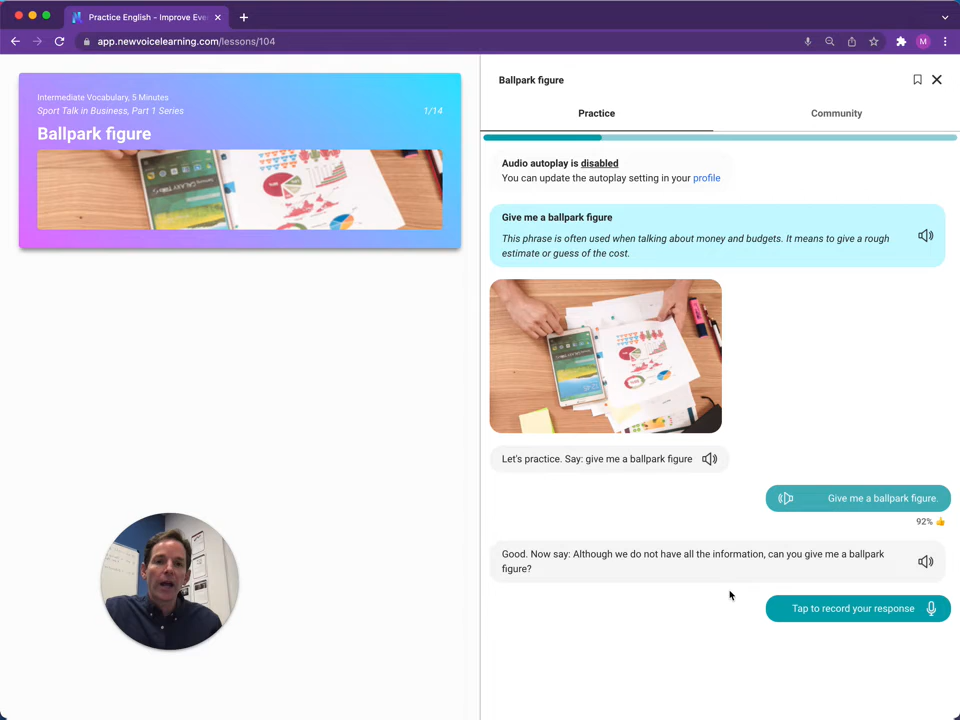 Practice English - Improve Eve
app.newvoicelearning.com/lessons/104
M
Intermediate Vocabulary, 5 Minutes
Sport Talk in Business, Part 1 Series
1/14
Ballpark figure
Ballpark figure
Practice
Community
Audio autoplay is disabled
You can update the autoplay setting in your profile
Give me a ballpark figure
This phrase is often used when talking about money and budgets. It means to give a rough
estimate or guess of the cost.
Let's practice. Say: give me a ballpark figure
Give me a ballpark figure.
92% 👍
Good. Now say: Although we do not have all the information, can you give me a ballpark
figure?
Tap to record your response